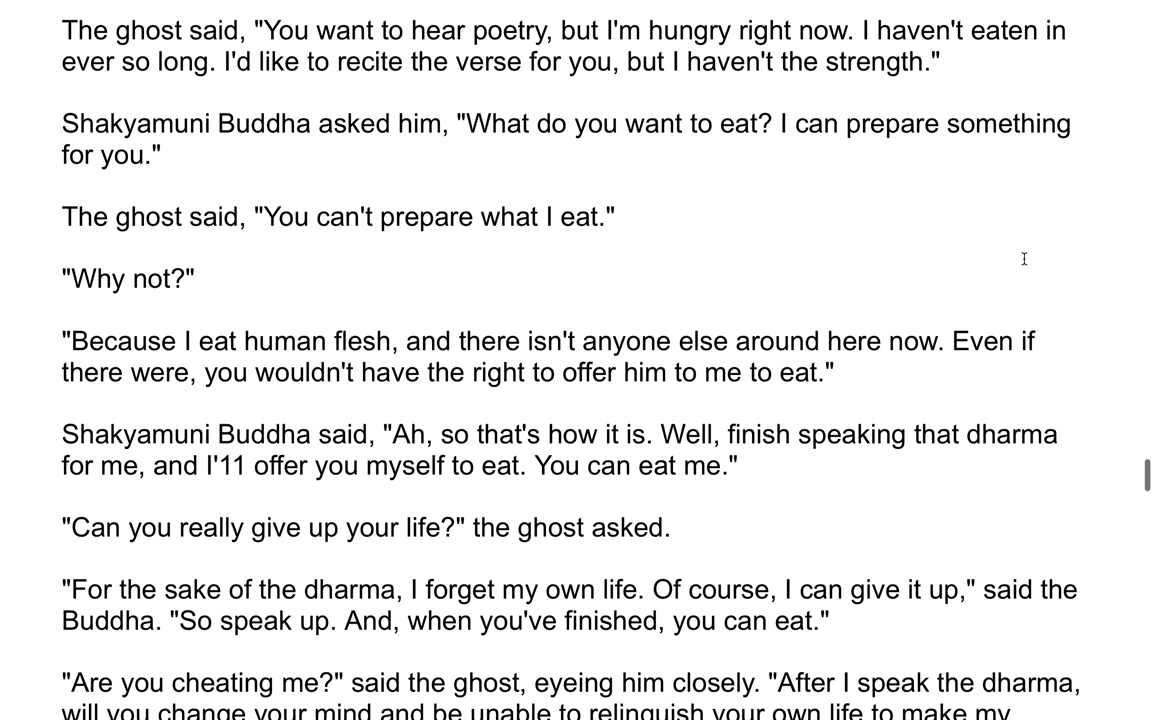 The ghost said, "You want to hear poetry, but I'm hungry right now. I haven't eaten in
ever so long. I'd like to recite the verse for you, but I haven't the strength."
Shakyamuni Buddha asked him, "What do you want to eat? I can prepare something
for you."
The ghost said, "You can't prepare what I eat."
"Why not?"
"Because I eat human flesh, and there isn't anyone else around here now. Even if
there were, you wouldn't have the right to offer him to me to eat."
Shakyamuni Buddha said, "Ah, so that's how it is. Well, finish speaking that dharma
for me, and I'11 offer you myself to eat. You can eat me."
"Can you really give up your life?" the ghost asked.
"For the sake of the dharma, I forget my own life. Of course, I can give it up," said the
Buddha. "So speak up. And, when you've finished, you can eat."
"Are you cheating me?" said the ghost, eyeing him closely. "After I speak the dharma,
will you change your mind and be unable to relinquish your own life to make my